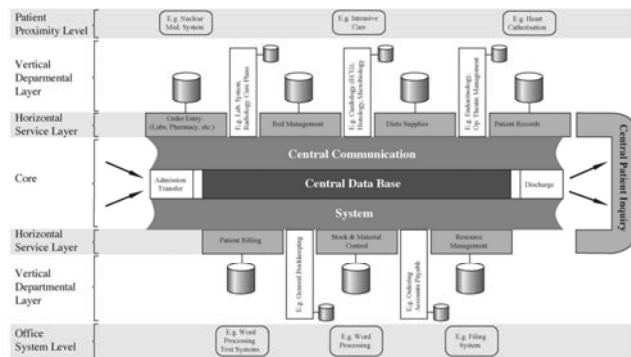 Patient
Proximity Level
E.g. Nuclear
Med. System
E.g. Intensive
Care
E.g. Heart
Catheterisation
Vertical
Deparmental
Layer
E.g. Lab. System,
Radiology Care Plans
E.g. Cardiology (ECG)
Histology, Microbiology
E.g. Endocrinology,
Op. Theatre Management
Horizontal
Service Layer
Order Entry
(Labs. Pharmacy, etc.)
Bed Management
Diets Supplies
Patient Records
Central Communication
Core
Admission
Transfer
Central Data Base
Discharge
Central Patient
Inquiry
System
Horizontal
Service Layer
Patient Billing
Stock & Material
Control
Resource
Management
Vertical
Departmental
Layer
E.g. General Bookkeeping
E.g. Ordering
Accounts Payable
Office
System Level
E.g. Word
Processing
Text Systems
E.g. Word
Processing
E.g. Filing
System